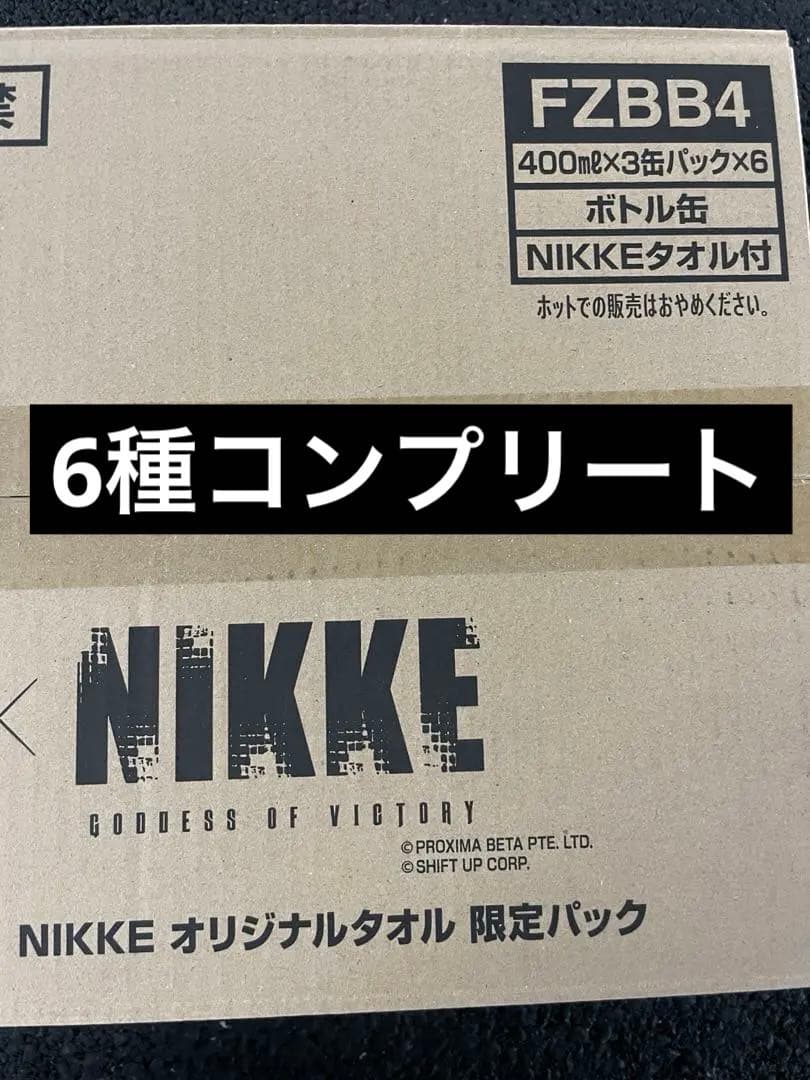 禁
FZBB4
400㎖×3缶パック×6
ボトル缶
NIKKEタオル付
ホットでの販売はおやめください。
6種コンプリート
× NIKKE
GODDESS OF VICTORY
©PROXIMA BETA PTE. LTD.
©SHIFT UP CORP.
NIKKE オリジナルタオル 限定パック